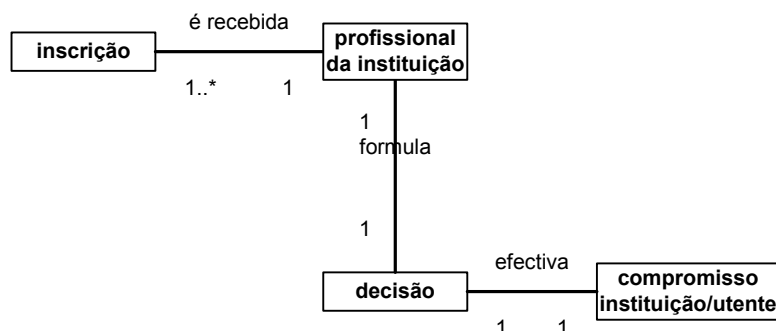 é recebida
inscrição
profissional
da instituição
1..*
1
1
formula
1
decisão
efectiva
compromisso
instituição/utente
1
1